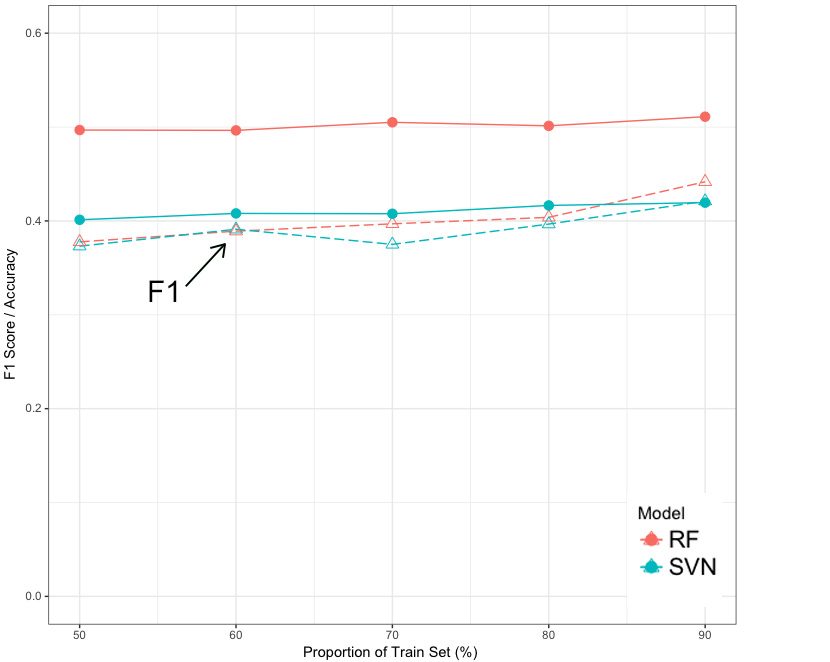 0.6
0.4
0.2
0.0
F1 Score / Accuracy
F1
Model
RF
SVN
50 60 70 80 90
Proportion of Train Set (%)